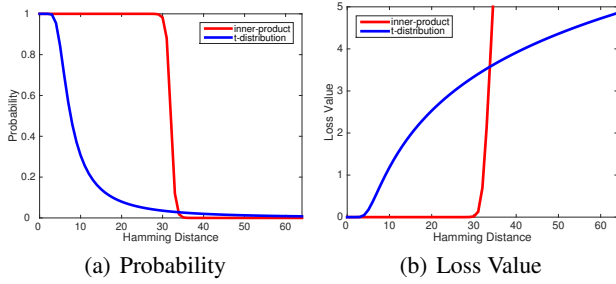 1
0.8
0.6
0.4
0.2
0
Probability
0 10 20 30 40 50 60
Hamming Distance
inner-product
t-distribution
(a) Probability
5
4
3
2
1
0
Loss Value
0 10 20 30 40 50 60
Hamming Distance
inner-product
t-distribution
(b) Loss Value